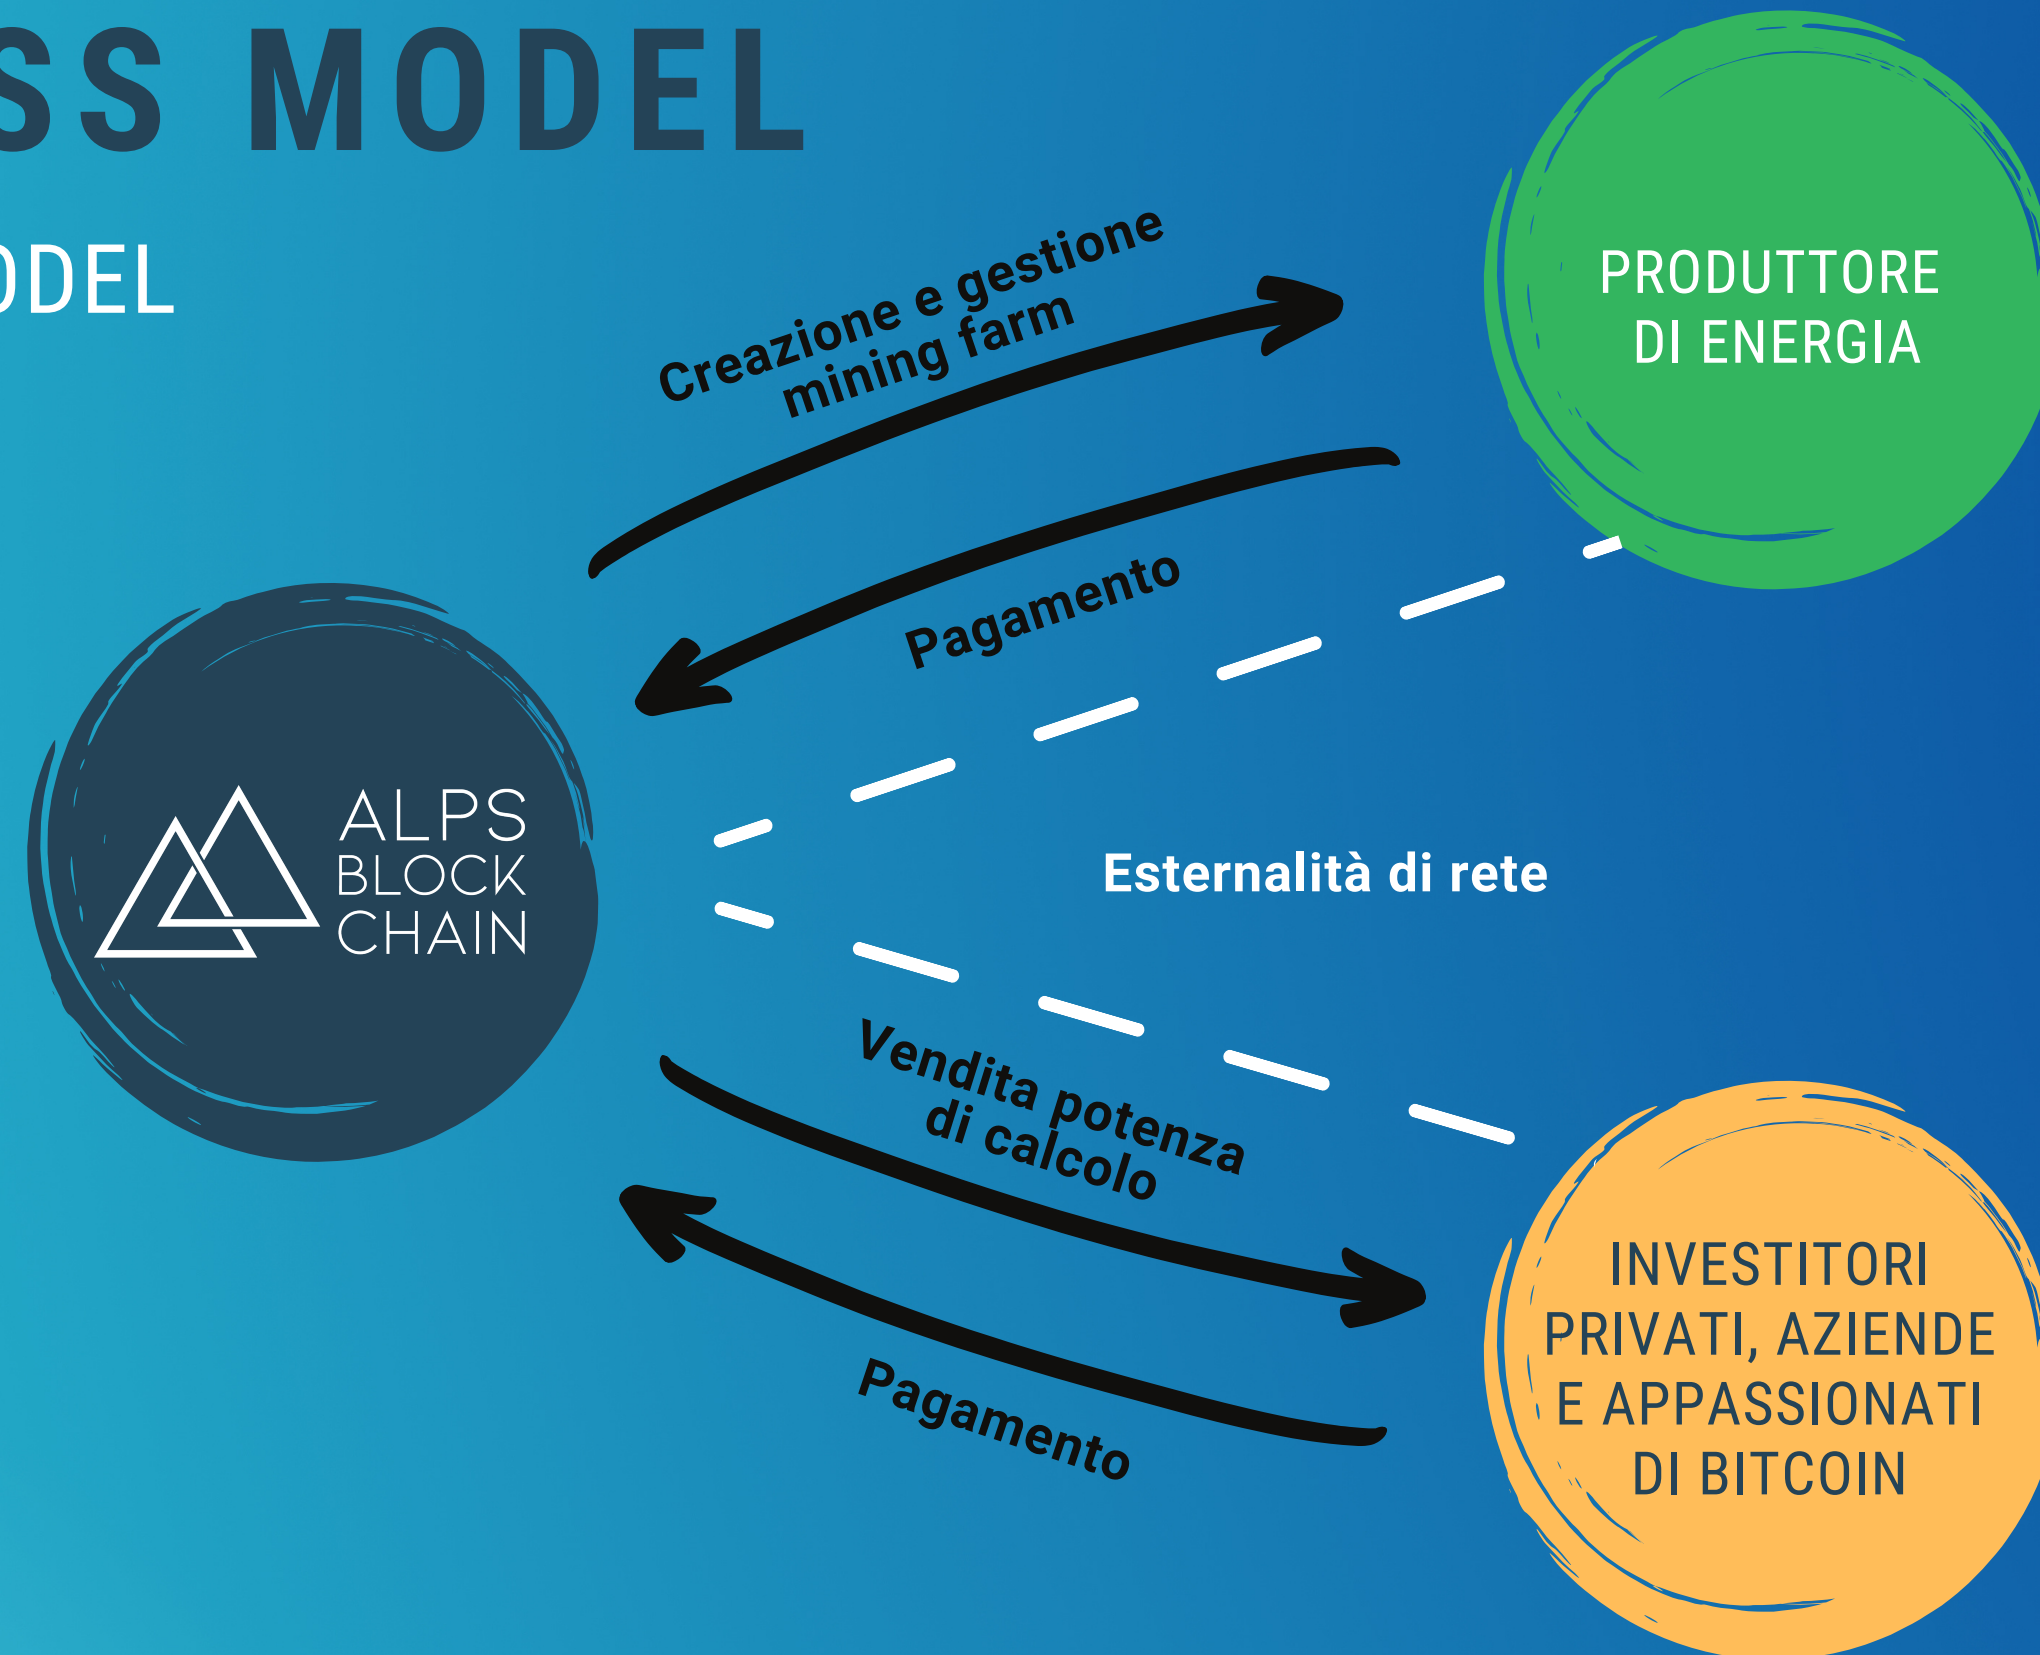 SS MODEL
ODEL
Creazione e gestione
mining farm
Pagamento
PRODUTTORE
DI ENERGIA
ALPS
BLOCK
CHAIN
Esternalità di rete
Vendita potenza
di calcolo
Pagamento
INVESTITORI
PRIVATI, AZIENDE
E APPASSIONATI
DI BITCOIN